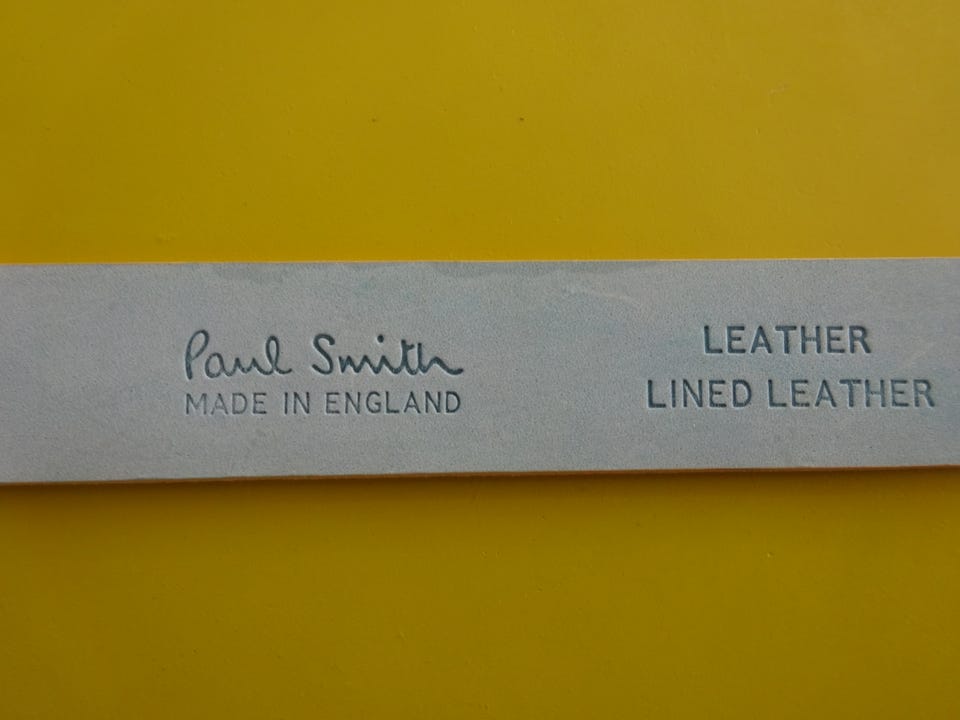 Paul Smith
MADE IN ENGLAND
LEATHER
LINED LEATHER